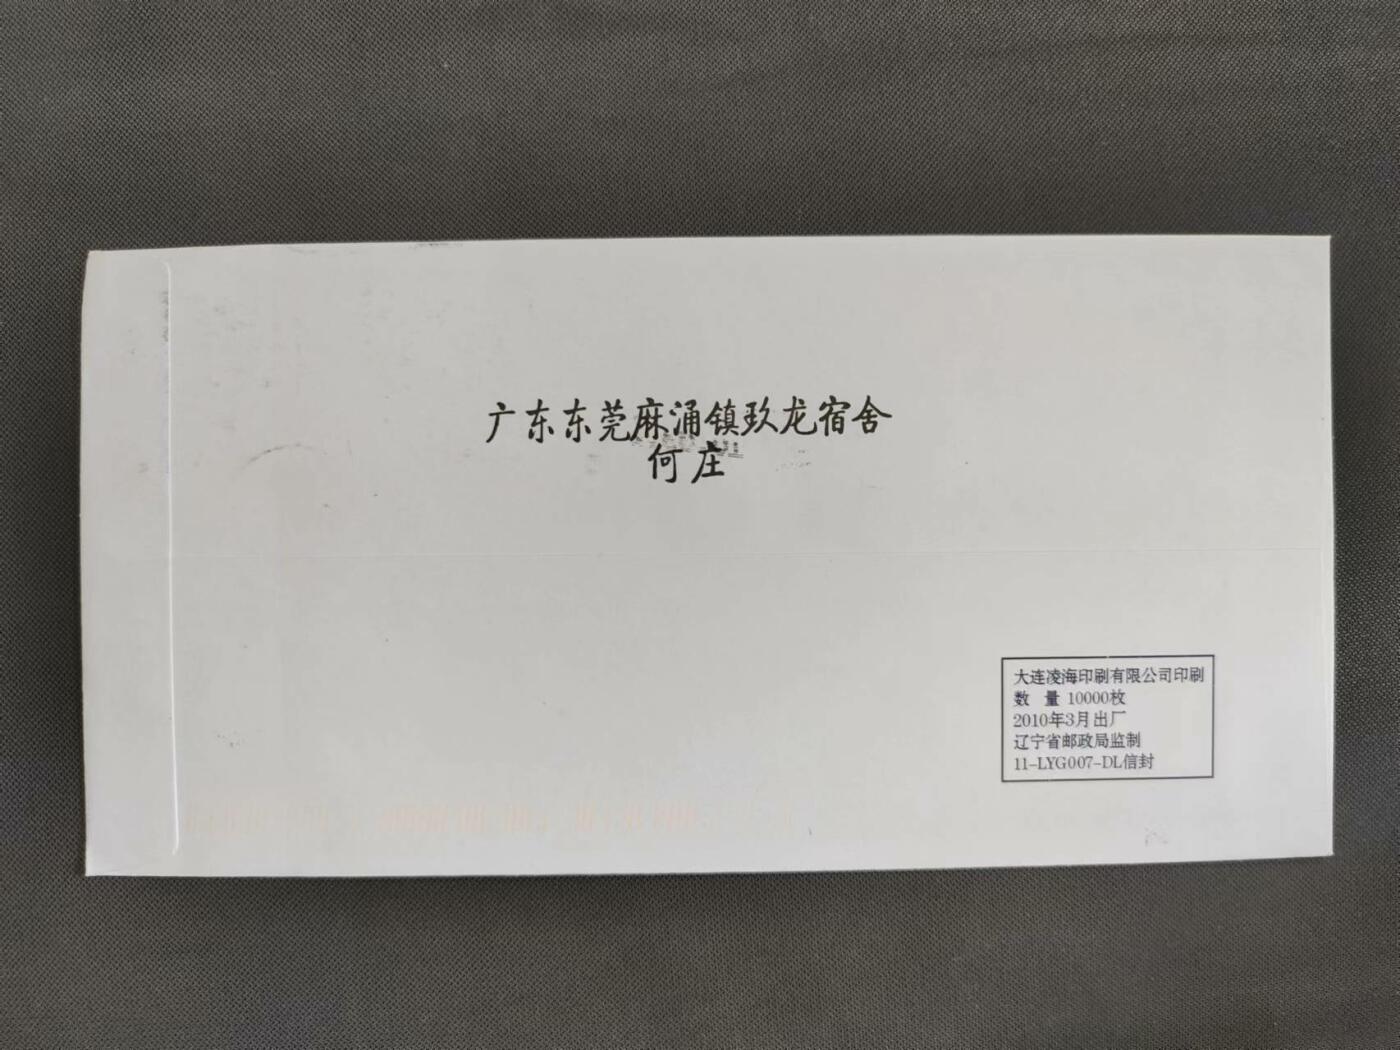 广东东莞麻涌镇玖龙宿舍
何庄
大连凌海印刷有限公司印刷
数 量 10000枚
2010年3月出厂
辽宁省邮政局监制
11-LYG007-DL信封